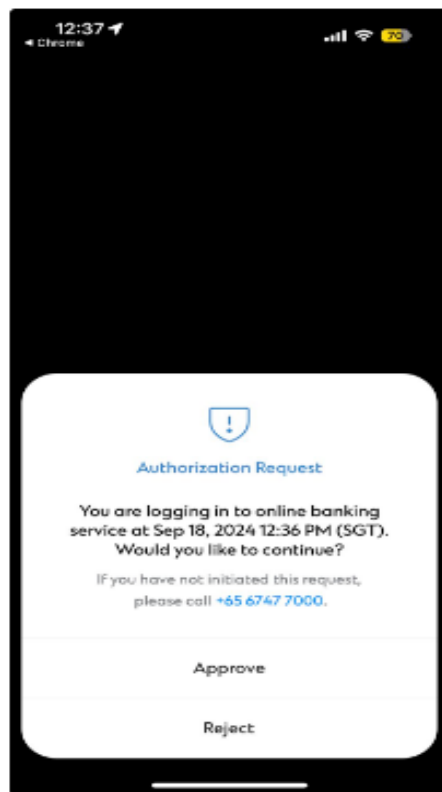 12:37
◀ Chrome
70
Authorization Request
You are logging in to online banking
service at Sep 18, 2024 12:36 PM (SGT).
Would you like to continue?
If you have not initiated this request,
please call +65 6747 7000.
Approve
Reject